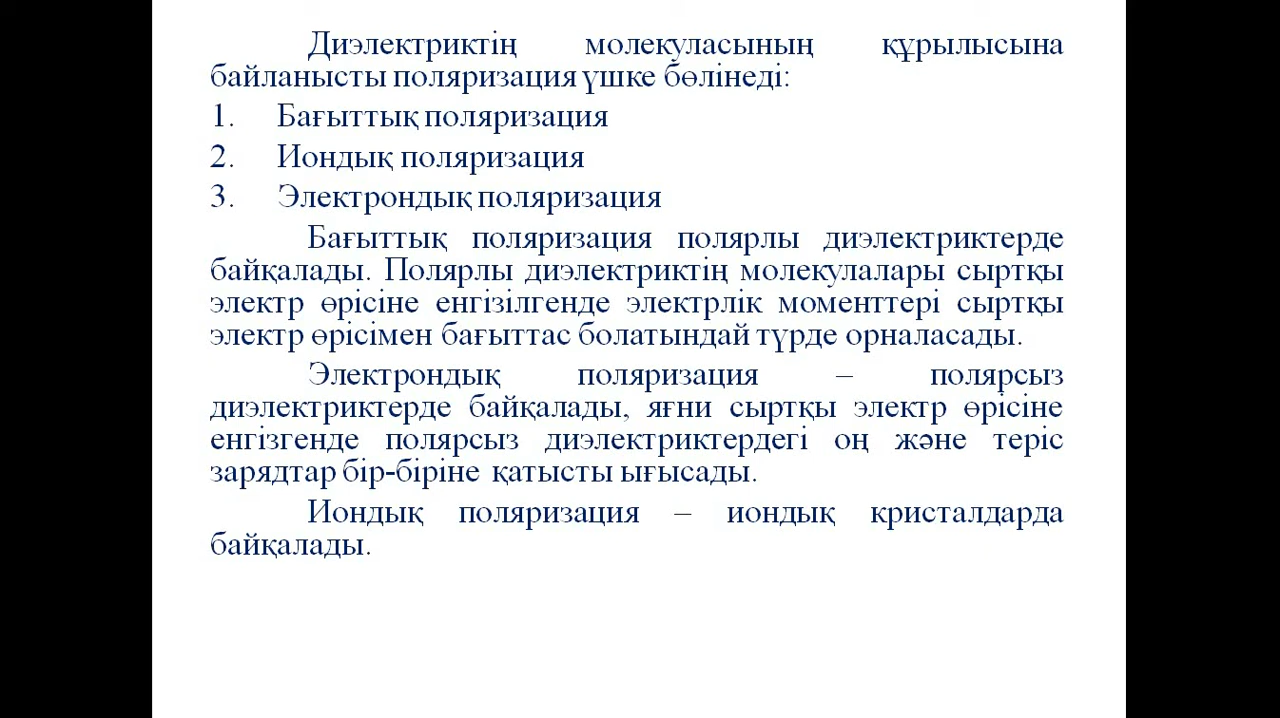 Диэлектриктің молекуласының құрылысына
байланысты поляризация үшке бөлінеді:
1. Бағыттық поляризация
2. Иондық поляризация
3. Электрондық поляризация
Бағыттық поляризация полярлы диэлектриктерде
байқалады. Полярлы диэлектриктің молекулалары сыртқы
электр өрісіне енгізілгенде электрлік моменттері сыртқы
электр өрісімен бағыттас болатындай түрде орналасады.
Электрондық поляризация – полярсыз
диэлектриктерде байқалады, яғни сыртқы электр өрісіне
енгізгенде полярсыз диэлектриктердегі оң және теріс
зарядтар бір-біріне қатысты ығысады.
Иондық поляризация – иондық кристалдарда
байқалады.